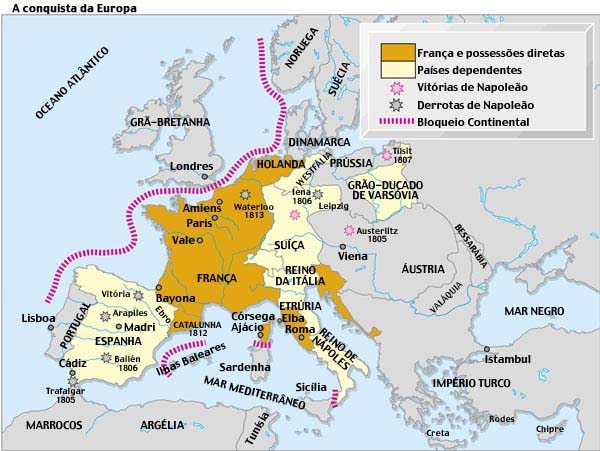 A conquista da Europa
França e possessões diretas
Países dependentes
Vitórias de Napoleão
Derrotas de Napoleão
Bloqueio Continental
OCEANO ATLÂNTICO
NORUEGA
SUÉCIA
GRÃ-BRETANHA
DINAMARCA
Londres
HOLANDA
WESTFÁLIA
PRÚSSIA
Tilsit
1807
GRÃO-DUCADO
DE VARSÓVIA
Amiens
Paris
Waterloo
1813
Iena
1806
Leipzig
Vale
Austerlitz
1805
Viena
SUÍÇA
ÁUSTRIA
BESSARÁBIA
VALÁQUIA
FRANÇA
REINO
DA ITÁLIA
Bayona
Vitória
Ebro
ETRÚRIA
MAR NEGRO
Lisboa
PORTUGAL
Arapiles
Madri
ESPANHA
CATALUNHA
1812
Córsega
Ajácio
Elba
Roma
REINO DE
NÁPOLES
Bailén
1806
Cádiz
Trafalgar
1805
Ilhas Baleares
Sardenha
Sicília
MAR MEDITERRÂNEO
Istambul
IMPÉRIO TURCO
MARROCOS
ARGÉLIA
Tunísia
Creta
Rodes
Chipre